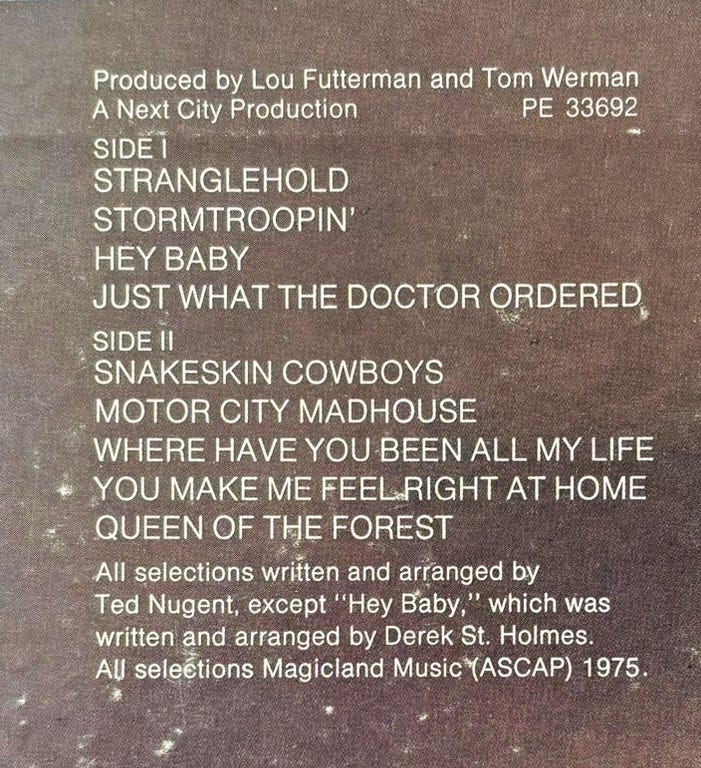 Produced by Lou Futterman and Tom Werman
A Next City Production PE 33692
SIDE I
STRANGLEHOLD
STORMTROOPIN'
HEY BABY
JUST WHAT THE DOCTOR ORDERED
SIDE II
SNAKESKIN COWBOYS
MOTOR CITY MADHOUSE
WHERE HAVE YOU BEEN ALL MY LIFE
YOU MAKE ME FEEL RIGHT AT HOME
QUEEN OF THE FOREST
All selections written and arranged by
Ted Nugent, except "Hey Baby," which was
written and arranged by Derek St. Holmes.
All selections Magicland Music (ASCAP) 1975.